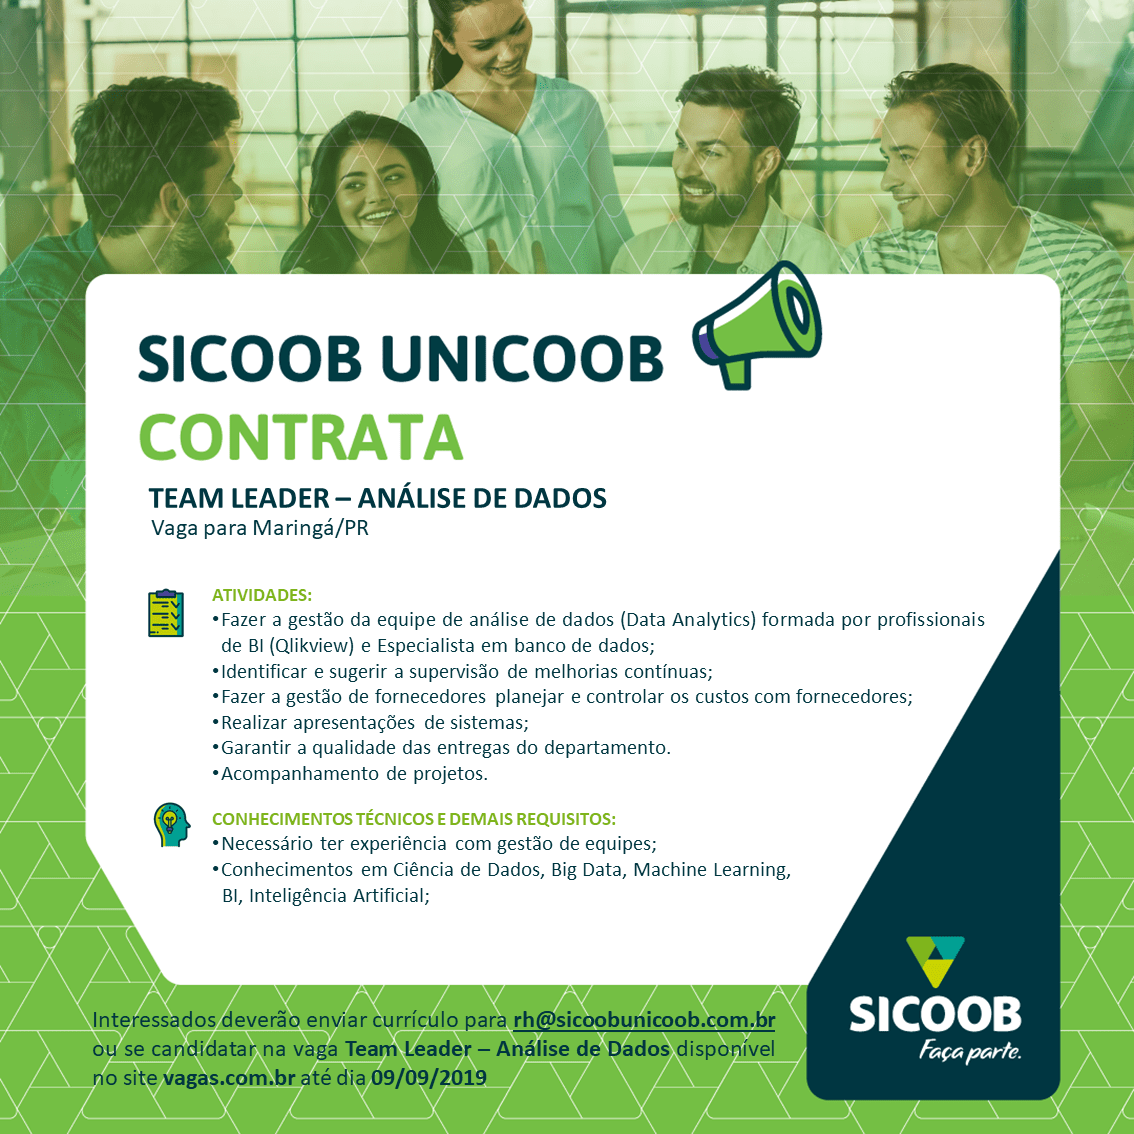 SICOOB UNICOOB
CONTRATA
TEAM LEADER – ANÁLISE DE DADOS
Vaga para Maringá/PR
ATIVIDADES:
•Fazer a gestão da equipe de análise de dados (Data Analytics) formada por profissionais
de BI (Qlikview) e Especialista em banco de dados;
•Identificar e sugerir a supervisão de melhorias contínuas;
•Fazer a gestão de fornecedores planejar e controlar os custos com fornecedores;
•Realizar apresentações de sistemas;
•Garantir a qualidade das entregas do departamento.
•Acompanhamento de projetos.
CONHECIMENTOS TÉCNICOS E DEMAIS REQUISITOS:
•Necessário ter experiência com gestão de equipes;
•Conhecimentos em Ciência de Dados, Big Data, Machine Learning,
BI, Inteligência Artificial;
Interessados deverão enviar currículo para rh@sicoobunicoob.com.br
ou se candidatar na vaga Team Leader – Análise de Dados disponível
no site vagas.com.br até dia 09/09/2019
SICOOB
Faça parte.